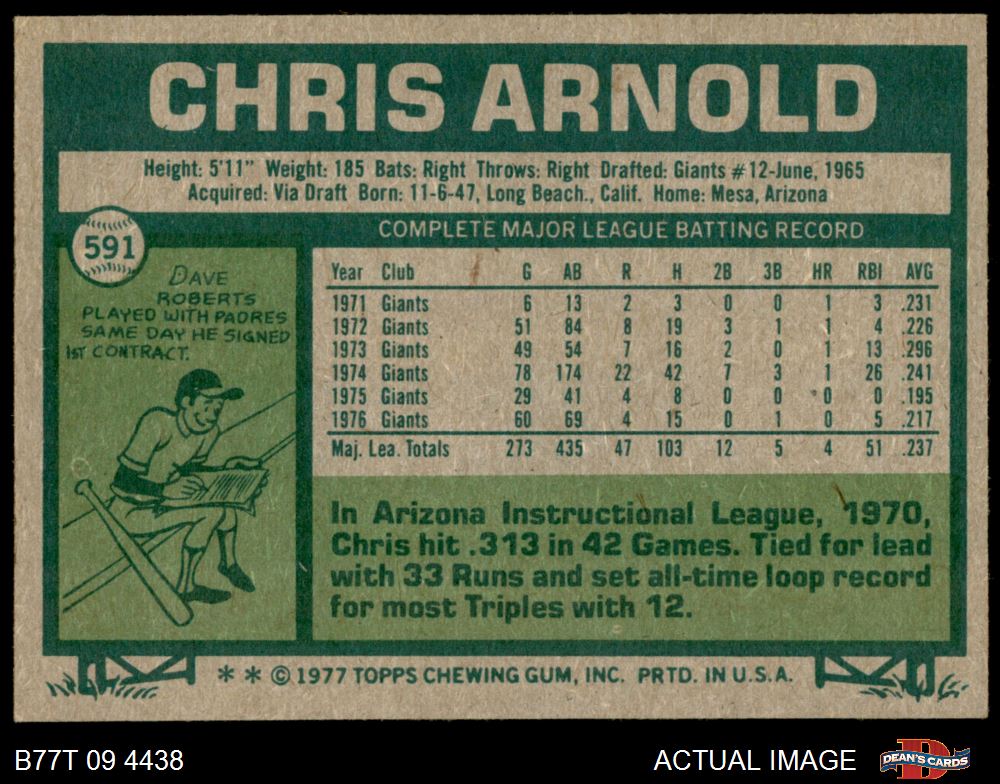 CHRIS ARNOLD
Height: 5'11" Weight: 185 Bats: Right Throws: Right Drafted: Giants #12-June, 1965
Acquired: Via Draft Born: 11-6-47, Long Beach., Calif. Home: Mesa, Arizona
591
DAVE
ROBERTS
PLAYED WITH PADRES
SAME DAY HE SIGNED
1ST CONTRACT.
COMPLETE MAJOR LEAGUE BATTING RECORD
Year Club G AB R H 2B 3B HR RBI AVG
1971 Giants 6 13 2 3 0 0 1 3 .231
1972 Giants 51 84 8 19 3 1 1 4 .226
1973 Giants 49 54 7 16 2 0 1 13 .296
1974 Giants 78 174 22 42 7 3 1 26 .241
1975 Giants 29 41 4 8 0 0 0 0 .195
1976 Giants 60 69 4 15 0 1 0 5 .217
Maj. Lea. Totals 273 435 47 103 12 5 4 51 .237
In Arizona Instructional League, 1970,
Chris hit .313 in 42 Games. Tied for lead
with 33 Runs and set all-time loop record
for most Triples with 12.
* * © 1977 TOPPS CHEWING GUM, INC. PRTD. IN U.S.A.
B77T 09 4438 ACTUAL IMAGE
D
DEAN'S CARDS